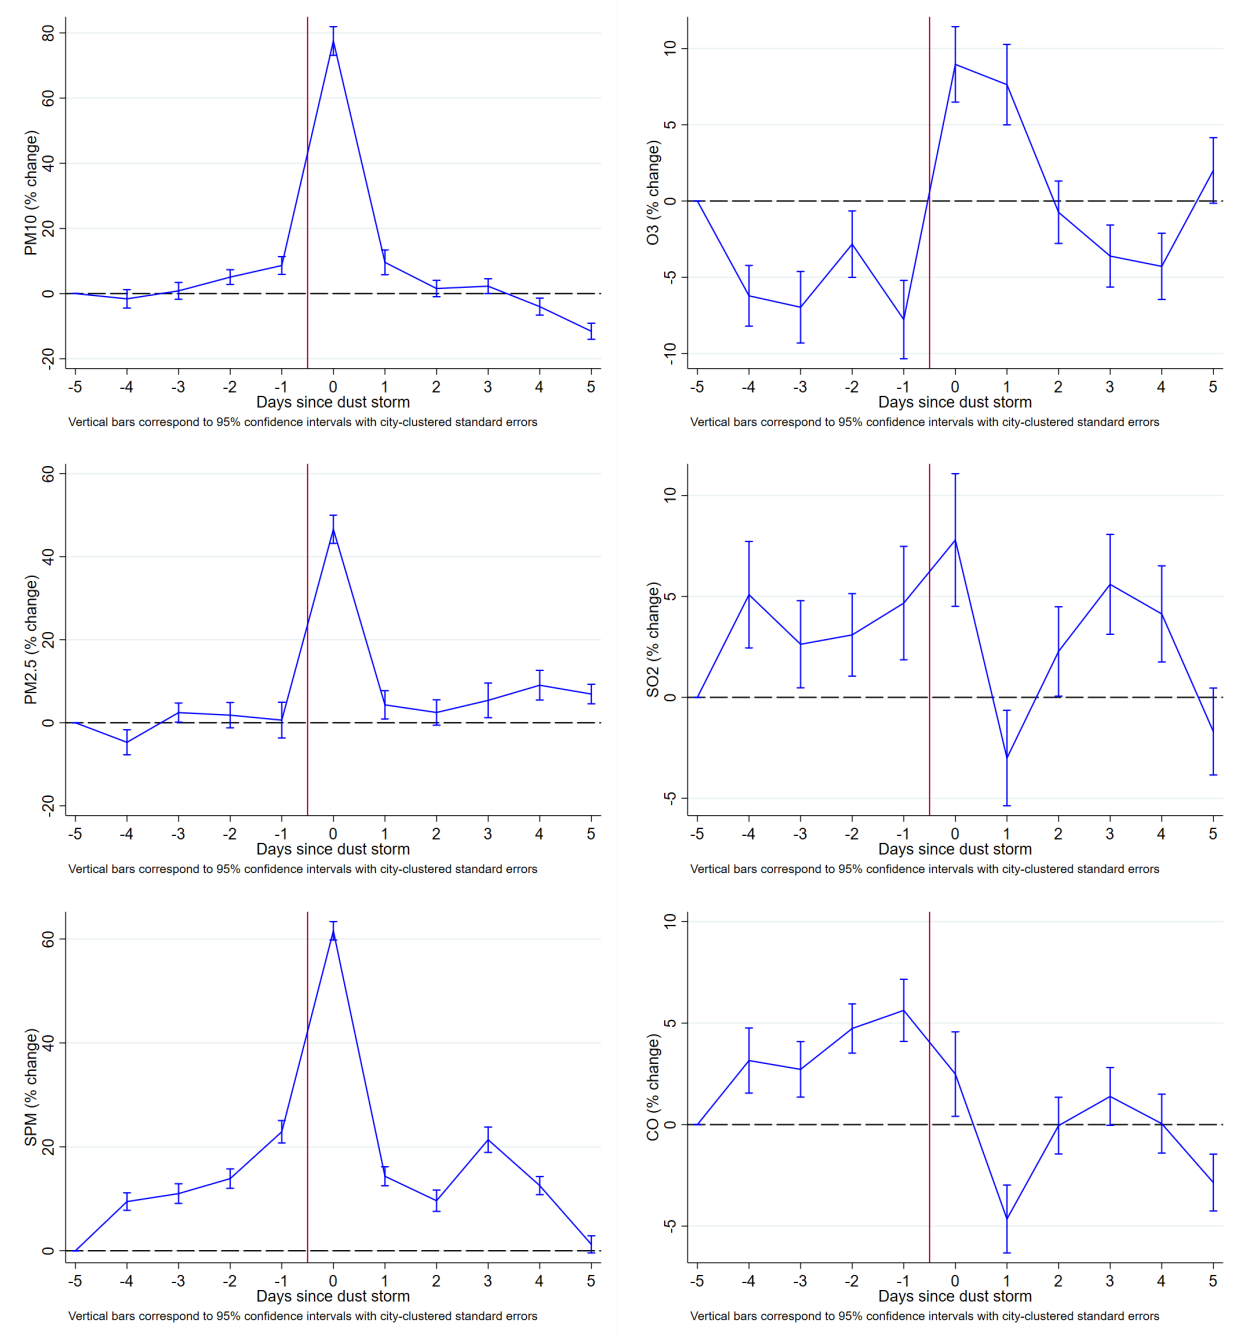 PM10 (% change)
80
60
40
20
0
-20
-5 -4 -3 -2 -1 0 1 2 3 4 5
Days since dust storm
Vertical bars correspond to 95% confidence intervals with city-clustered standard errors
O3 (% change)
10
5
0
-5
-10
-5 -4 -3 -2 -1 0 1 2 3 4 5
Days since dust storm
Vertical bars correspond to 95% confidence intervals with city-clustered standard errors
PM2.5 (% change)
60
40
20
0
-20
-5 -4 -3 -2 -1 0 1 2 3 4 5
Days since dust storm
Vertical bars correspond to 95% confidence intervals with city-clustered standard errors
SO2 (% change)
10
5
0
-5
-5 -4 -3 -2 -1 0 1 2 3 4 5
Days since dust storm
Vertical bars correspond to 95% confidence intervals with city-clustered standard errors
SPM (% change)
60
40
20
0
-5 -4 -3 -2 -1 0 1 2 3 4 5
Days since dust storm
Vertical bars correspond to 95% confidence intervals with city-clustered standard errors
CO (% change)
10
5
0
-5
-5 -4 -3 -2 -1 0 1 2 3 4 5
Days since dust storm
Vertical bars correspond to 95% confidence intervals with city-clustered standard errors